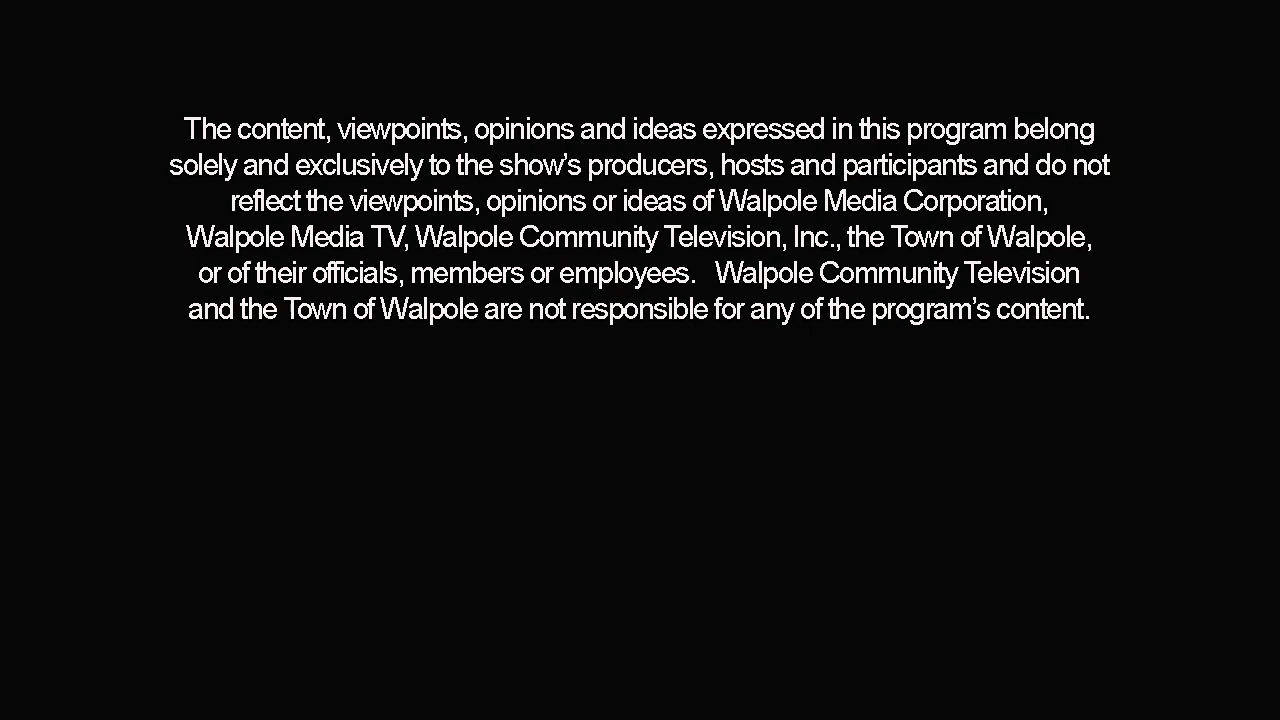 The content, viewpoints, opinions and ideas expressed in this program belong
solely and exclusively to the show’s producers, hosts and participants and do not
reflect the viewpoints, opinions or ideas of Walpole Media Corporation,
Walpole Media TV, Walpole Community Television, Inc., the Town of Walpole,
or of their officials, members or employees.   Walpole Community Television
and the Town of Walpole are not responsible for any of the program’s content.